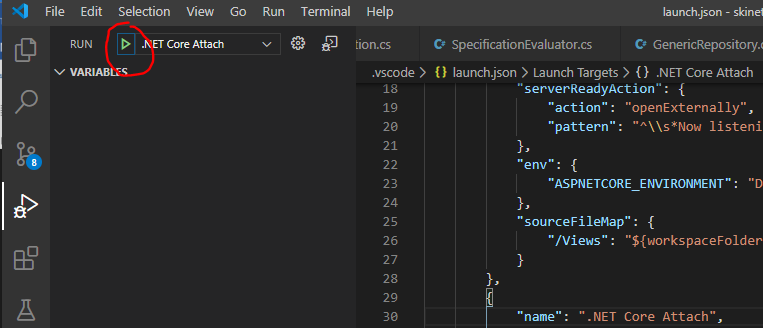 File Edit Selection View Go Run Terminal Help launch.json - skinet
RUN .NET Core Attach
VARIABLES
8
tion.cs SpecificationEvaluator.cs GenericRepository.c
.vscode > {} launch.json > Launch Targets > {} .NET Core Attach
18 "serverReadyAction": {
19 "action": "openExternally",
20 "pattern": "^\\s*Now listeni
21 },
22 "env": {
23 "ASPNETCORE_ENVIRONMENT": "D
24 },
25 "sourceFileMap": {
26 "/Views": "${workspaceFolder
27 }
28 },
29 {
30 "name": ".NET Core Attach",